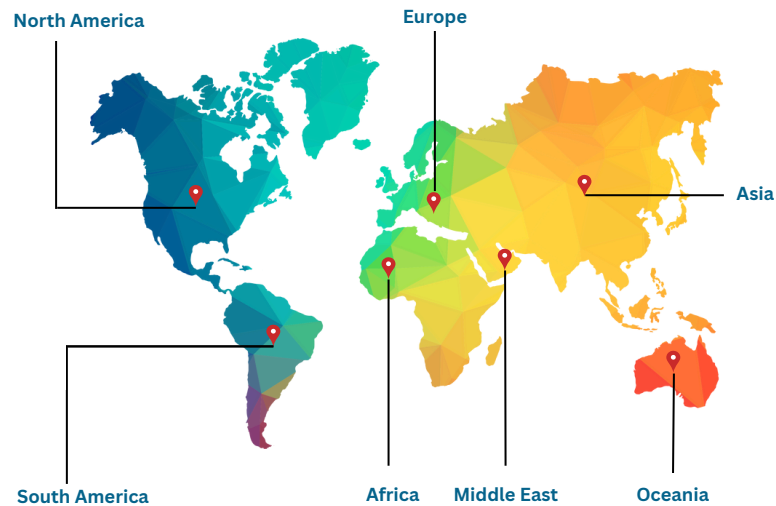 Europe
North America
Asia
South America
Africa
Middle East
Oceania